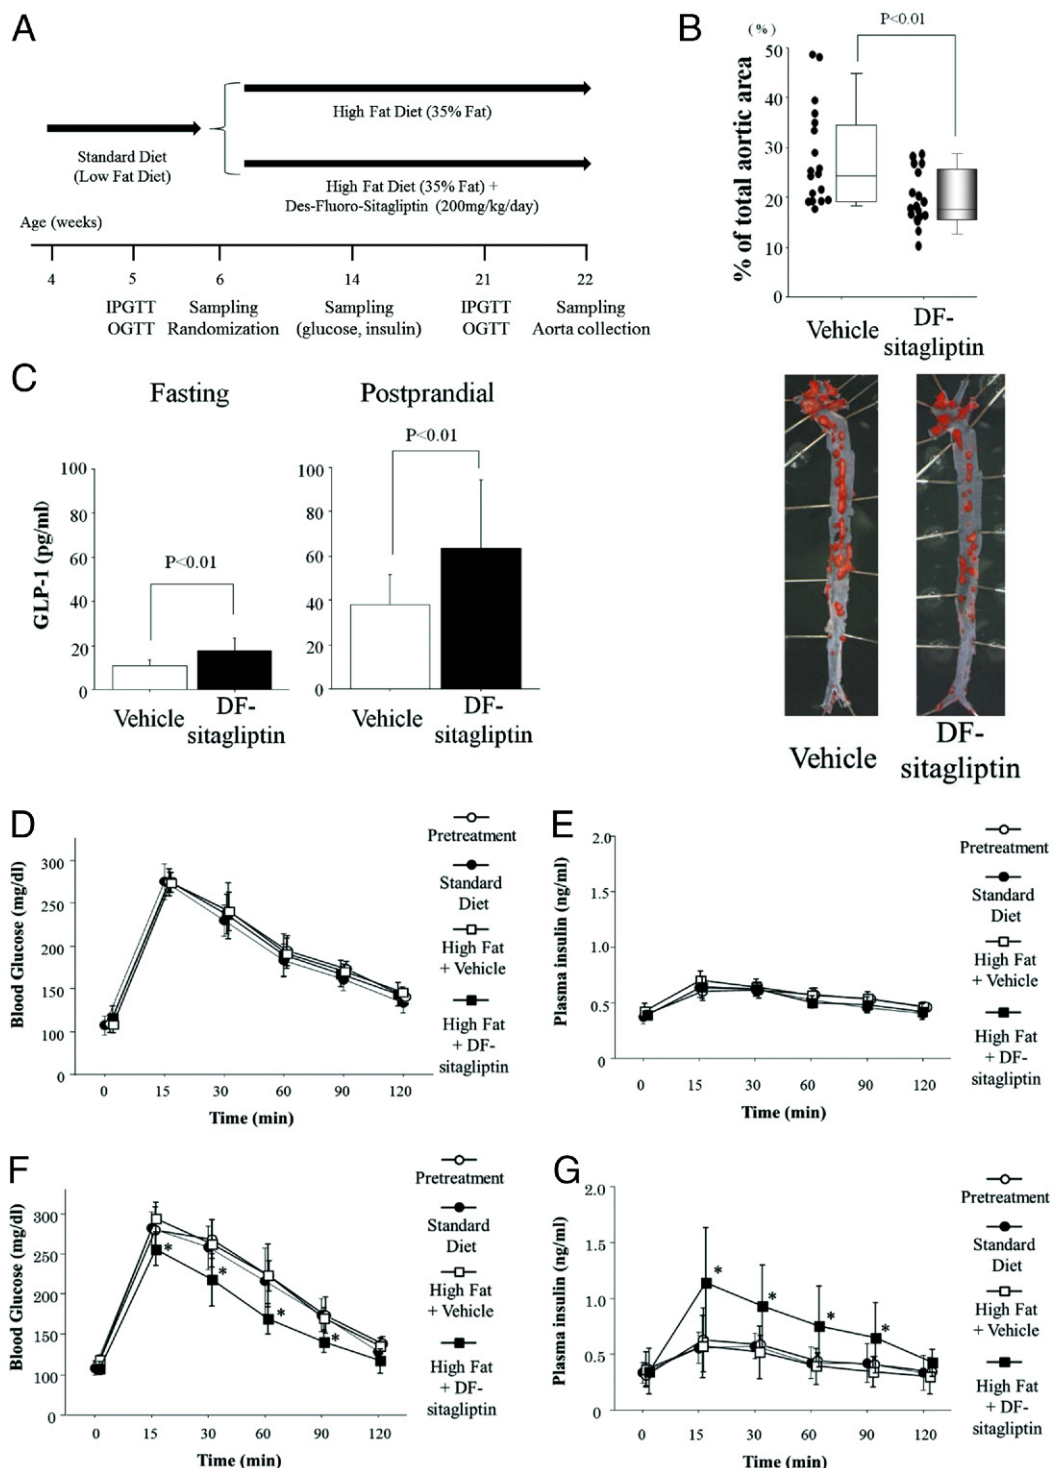 A
High Fat Diet (35% Fat)
Standard Diet
(Low Fat Diet)
High Fat Diet (35% Fat) +
Des-Fluoro-Sitagliptin (200mg/kg/day)
Age (weeks)
4 5 6 14 21 22
IPGTT Sampling Sampling IPGTT Sampling
OGTT Randomization (glucose, insulin) OGTT Aorta collection
B
(%)
P<0.01
% of total aortic area
50
40
30
20
10
0
Vehicle
DF-
sitagliptin
Vehicle
DF-
sitagliptin
C
Fasting
GLP-1 (pg/ml)
100
80
60
40
20
0
P<0.01
Vehicle
DF-
sitagliptin
Postprandial
P<0.01
100
80
60
40
20
0
Vehicle
DF-
sitagliptin
D
Blood Glucose (mg/dl)
300
250
200
150
100
0
0 15 30 60 90 120
Time (min)
Pretreatment
Standard
Diet
High Fat
+ Vehicle
High Fat
+ DF-
sitagliptin
E
Plasma insulin (ng/ml)
2.0
1.5
1.0
0.5
0
0 15 30 60 90 120
Time (min)
Pretreatment
Standard
Diet
High Fat
+ Vehicle
High Fat
+ DF-
sitagliptin
F
Blood Glucose (mg/dl)
300
250
200
150
100
0
* * * *
0 15 30 60 90 120
Time (min)
Pretreatment
Standard
Diet
High Fat
+ Vehicle
High Fat
+ DF-
sitagliptin
G
Plasma insulin (ng/ml)
2.0
1.5
1.0
0.5
0
* * * *
0 15 30 60 90 120
Time (min)
Pretreatment
Standard
Diet
High Fat
+ Vehicle
High Fat
+ DF-
sitagliptin